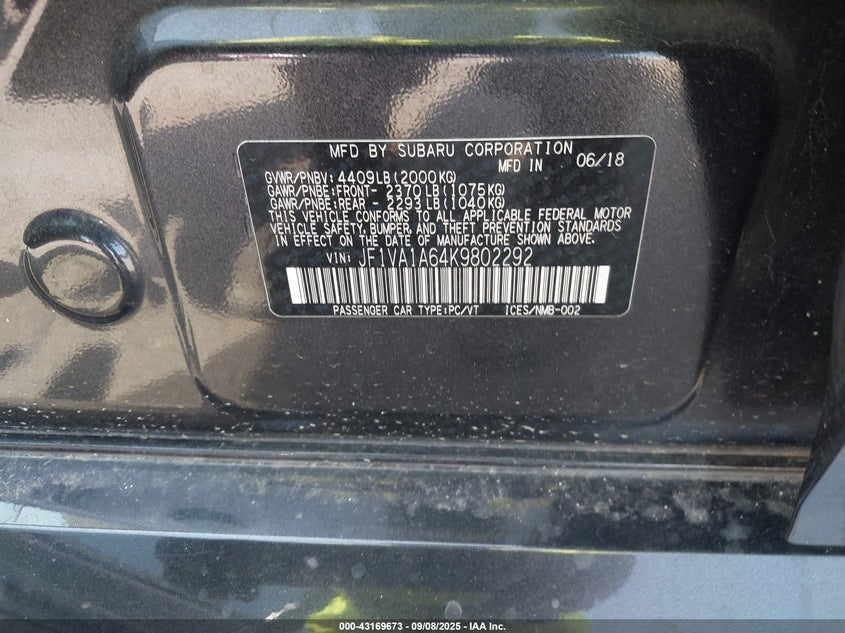 MFD BY SUBARU CORPORATION
MFD IN 06/18
GVWR/PNBV: 4409LB(2000KG)
GAWR/PNBE:FRONT- 2370LB(1075KG)
GAWR/PNBE:REAR - 2293LB(1040KG)
THIS VEHICLE CONFORMS TO ALL APPLICABLE FEDERAL MOTOR
VEHICLE SAFETY, BUMPER, AND THEFT PREVENTION STANDARDS
IN EFFECT ON THE DATE OF MANUFACTURE SHOWN ABOVE.
VIN: JF1VA1A64K9802292
PASSENGER CAR TYPE:PC/VT ICES/NMB-002
000-43169673 - 09/08/2025 - IAA Inc.